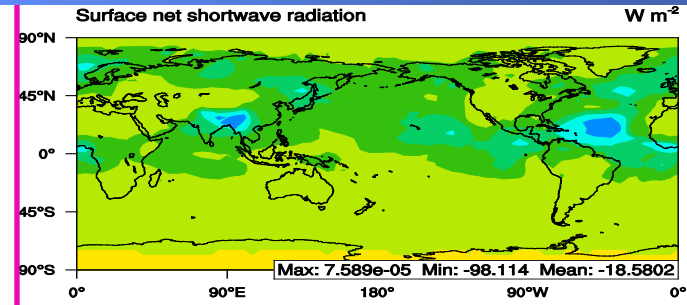 Surface net shortwave radiation W m⁻²
90°N
45°N
0°
45°S
90°S
Max: 7.589e-05 Min: -98.114 Mean: -18.5802
0° 90°E 180° 90°W 0°